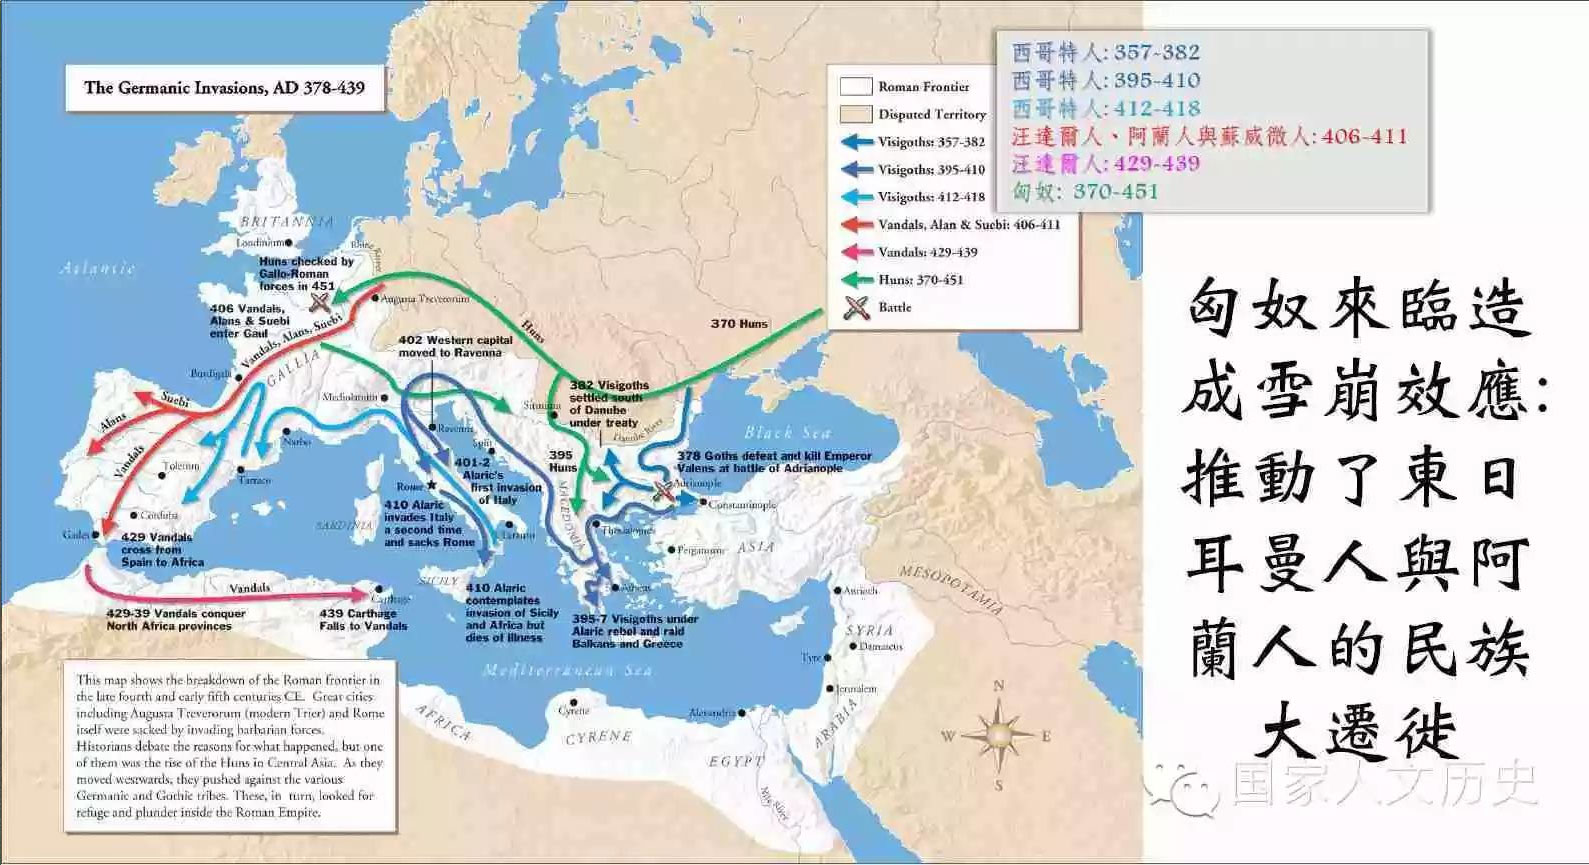 The Germanic Invasions, AD 378-439
Roman Frontier
Disputed Territory
Visigoths: 357-382
Visigoths: 395-410
Visigoths: 412-418
Vandals, Alan & Suebi: 406-411
Vandals: 429-439
Huns: 370-451
Battle
西哥特人: 357-382
西哥特人: 395-410
西哥特人: 412-418
汪達爾人、阿蘭人與蘇威微人: 406-411
汪達爾人: 429-439
匈奴: 370-451
匈奴來臨造
成雪崩效應:
推動了東日
耳曼人與阿
蘭人的民族
大遷徙
国家人文历史
Atlantic
BRITANNIA
Londinium
Rhine
Huns checked by
Gallo-Roman
forces in 451
Augusta Treverorum
406 Vandals,
Alans & Suebi
enter Gaul
Vandals, Alans, Suebi
GALLIA
Burdigala
402 Western capital
moved to Ravenna
Huns
370 Huns
Mediolanum
382 Visigoths
settled south
of Danube
under treaty
Sirmium
Danube River
Black Sea
Suebi
Alans
Vandals
Narbo
Toletum
Tarraco
Corduba
Gades
Ravenna
Split
Rome
401-2
Alaric's
first invasion
of Italy
395
Huns
MACEDONIA
378 Goths defeat and kill Emperor
Valens at battle of Adrianople
Adrianople
Constantinople
410 Alaric
invades Italy
a second time
and sacks Rome
SARDINIA
Tarentum
Thessalonica
Pergamum
ASIA
429 Vandals
cross from
Spain to Africa
Vandals
Carthage
SICILY
Athens
429-39 Vandals conquer
North Africa provinces
439 Carthage
Falls to Vandals
410 Alaric
contemplates
invasion of Sicily
and Africa but
dies of illness
395-7 Visigoths under
Alaric rebel and raid
Balkans and Greece
Mediterranean Sea
MESOPOTAMIA
Antioch
SYRIA
Damascus
Tyre
Jerusalem
ARABIA
Alexandria
Cyrene
CYRENE
AFRICA
EGYPT
Nile River
N
W
E
S
This map shows the breakdown of the Roman frontier in
the late fourth and early fifth centuries CE. Great cities
including Augusta Treverorum (modern Trier) and Rome
itself were sacked by invading barbarian forces.
Historians debate the reasons for what happened, but one
of them was the rise of the Huns in Central Asia. As they
moved westwards, they pushed against the various
Germanic and Gothic tribes. These, in turn, looked for
refuge and plunder inside the Roman Empire.